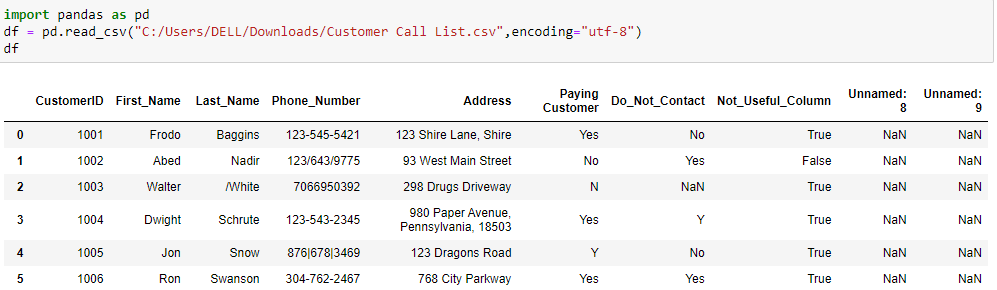 import pandas as pd
df = pd.read_csv("C:/Users/DELL/Downloads/Customer Call List.csv",encoding="utf-8")
df
CustomerID First_Name Last_Name Phone_Number Address Paying Customer Do_Not_Contact Not_Useful_Column Unnamed: 8 Unnamed: 9
0 1001 Frodo Baggins 123-545-5421 123 Shire Lane, Shire Yes No True NaN NaN
1 1002 Abed Nadir 123/643/9775 93 West Main Street No Yes False NaN NaN
2 1003 Walter /White 7066950392 298 Drugs Driveway N NaN True NaN NaN
3 1004 Dwight Schrute 123-543-2345 980 Paper Avenue, Pennsylvania, 18503 Yes Y True NaN NaN
4 1005 Jon Snow 876|678|3469 123 Dragons Road Y No True NaN NaN
5 1006 Ron Swanson 304-762-2467 768 City Parkway Yes Yes True NaN NaN